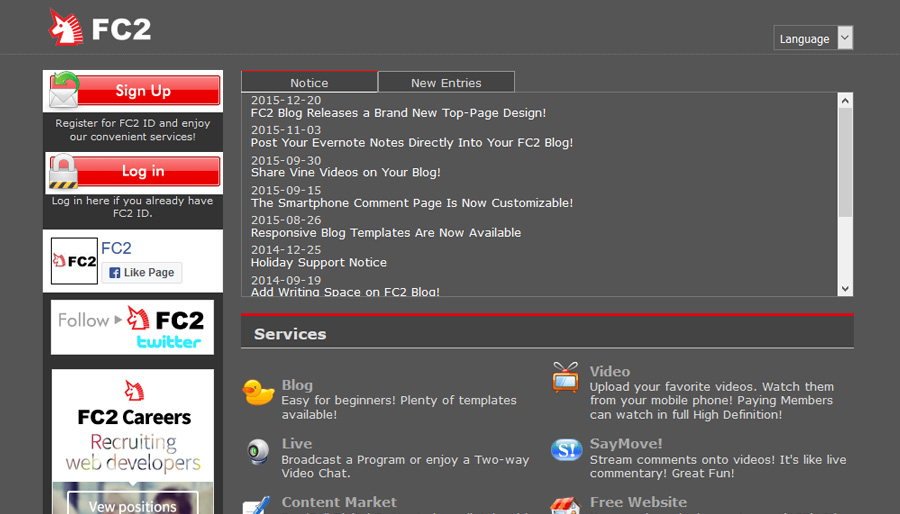 FC2
Language
Sign Up
Register for FC2 ID and enjoy
our convenient services!
Log in
Log in here if you already have
FC2 ID.
FC2
FC2
Like Page
Follow
FC2
twitter
FC2 Careers
Recruiting
web developers
Vew positions
Notice
New Entries
2015-12-20
FC2 Blog Releases a Brand New Top-Page Design!
2015-11-03
Post Your Evernote Notes Directly Into Your FC2 Blog!
2015-09-30
Share Vine Videos on Your Blog!
2015-09-15
The Smartphone Comment Page Is Now Customizable!
2015-08-26
Responsive Blog Templates Are Now Available
2014-12-25
Holiday Support Notice
2014-09-19
Add Writing Space on FC2 Blog!
Services
Blog
Easy for beginners! Plenty of templates
available!
Video
Upload your favorite videos. Watch them
from your mobile phone! Paying Members
can watch in full High Definition!
Live
Broadcast a Program or enjoy a Two-way
Video Chat.
S!
SayMove!
Stream comments onto videos! It's like live
commentary! Great Fun!
Content Market
Free Website